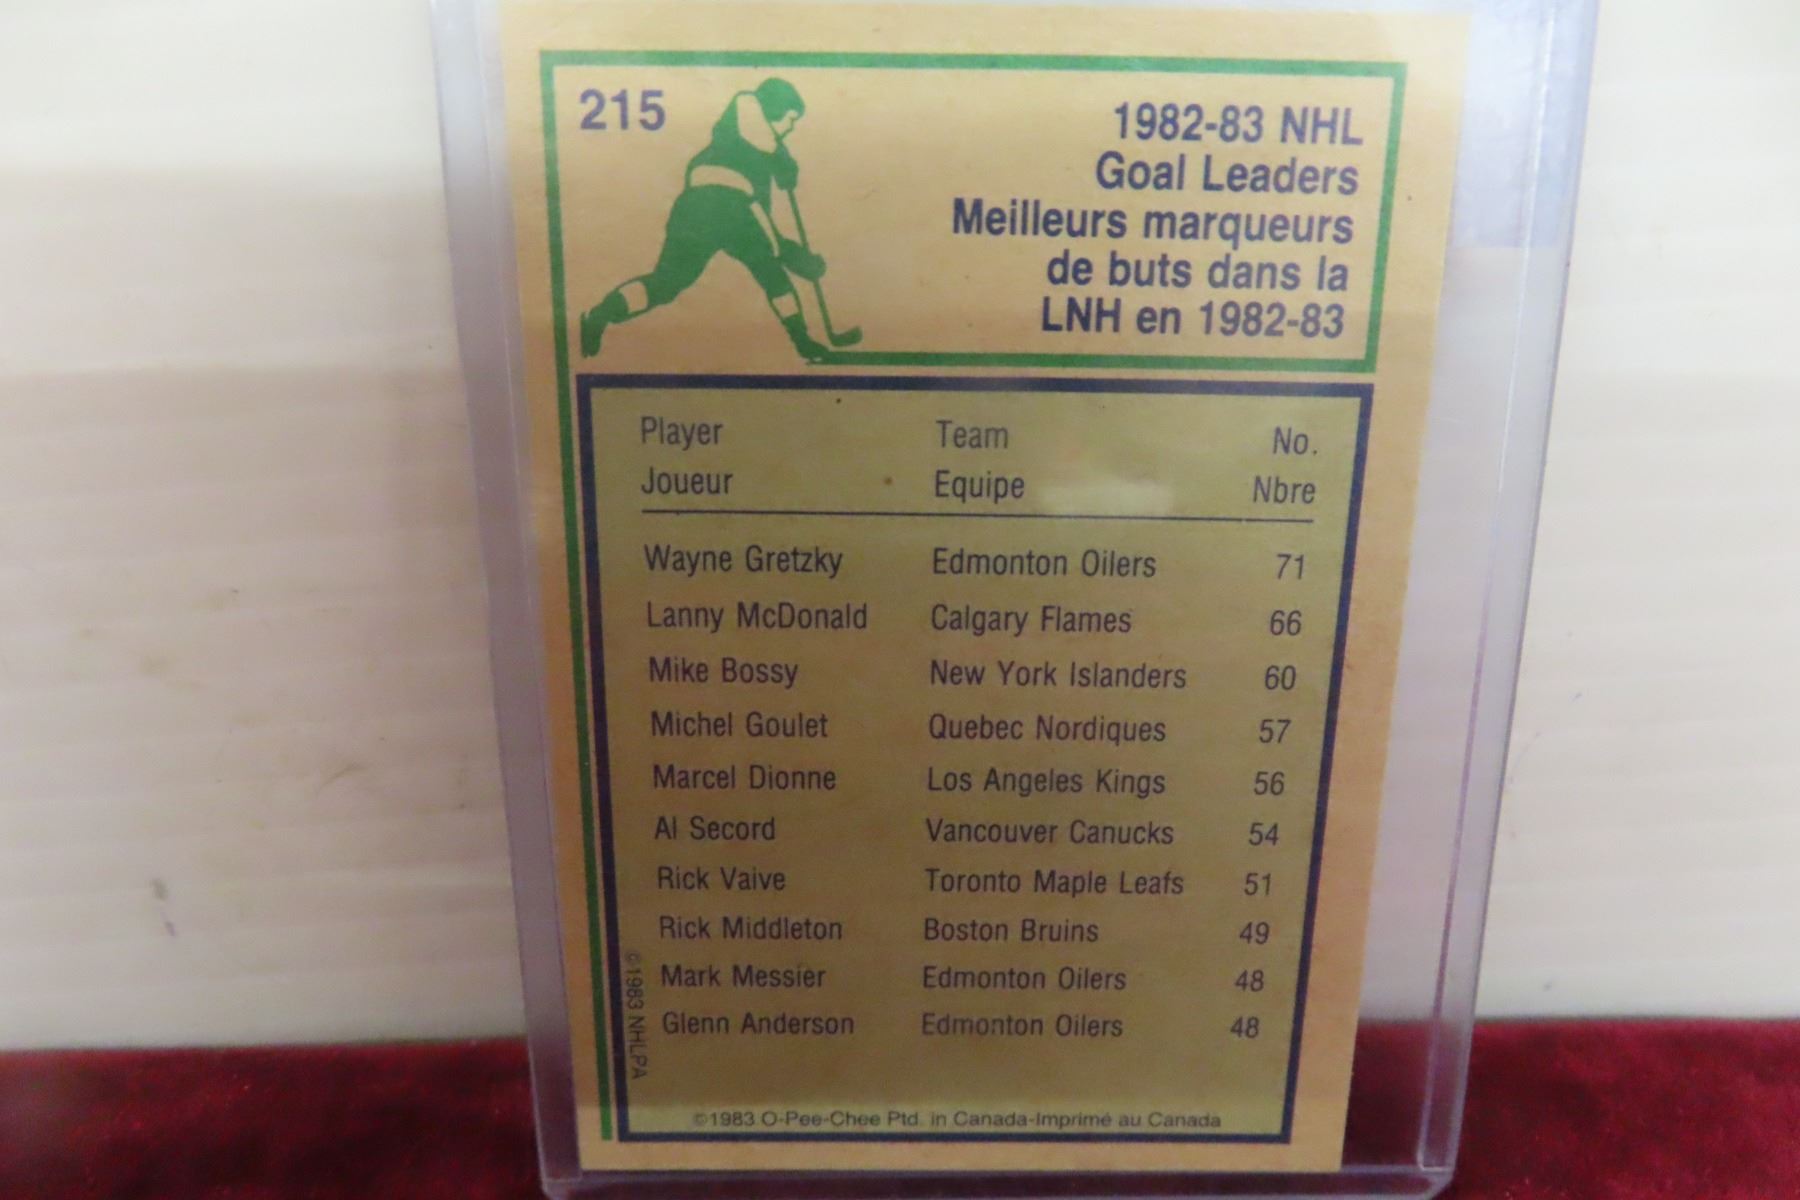 215
1982-83 NHL
Goal Leaders
Meilleurs marqueurs
de buts dans la
LNH en 1982-83
Player Team No.
Joueur Equipe Nbre
Wayne Gretzky Edmonton Oilers 71
Lanny McDonald Calgary Flames 66
Mike Bossy New York Islanders 60
Michel Goulet Quebec Nordiques 57
Marcel Dionne Los Angeles Kings 56
Al Secord Vancouver Canucks 54
Rick Vaive Toronto Maple Leafs 51
Rick Middleton Boston Bruins 49
Mark Messier Edmonton Oilers 48
Glenn Anderson Edmonton Oilers 48
©1983 NHLPA
©1983 O-Pee-Chee Ptd. in Canada-Imprimé au Canada